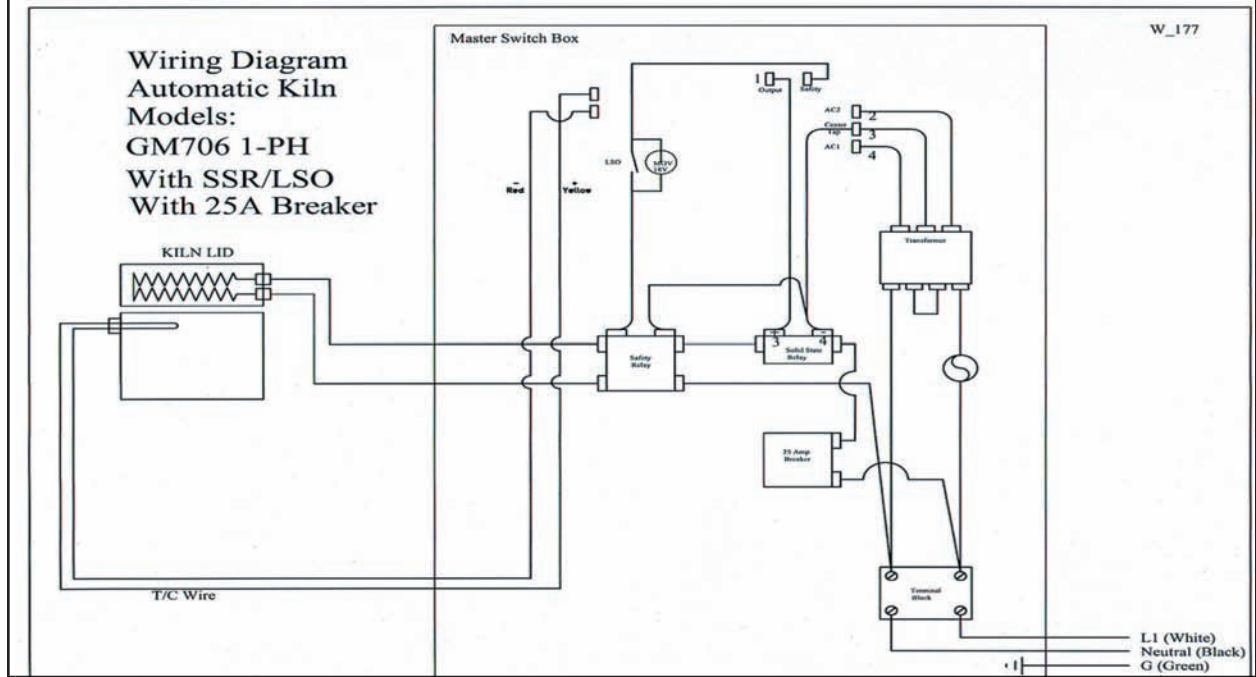 W_177
Wiring Diagram
Automatic Kiln
Models:
GM706 1-PH
With SSR/LSO
With 25A Breaker
Master Switch Box
1
Output
Safety
AC2
2
Center
Tap
3
AC1
4
LSO
MOV
18V
- 
Red
+
Yellow
Transformer
KILN LID
Safety
Relay
+
3
-
4
Solid State
Relay
25 Amp
Breaker
T/C Wire
Terminal
Block
L1 (White)
Neutral (Black)
G (Green)